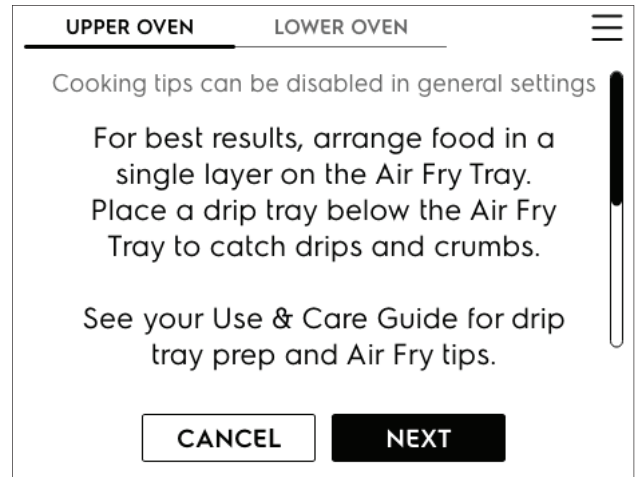 UPPER OVEN LOWER OVEN
Cooking tips can be disabled in general settings
For best results, arrange food in a
single layer on the Air Fry Tray.
Place a drip tray below the Air Fry
Tray to catch drips and crumbs.
See your Use & Care Guide for drip
tray prep and Air Fry tips.
CANCEL NEXT